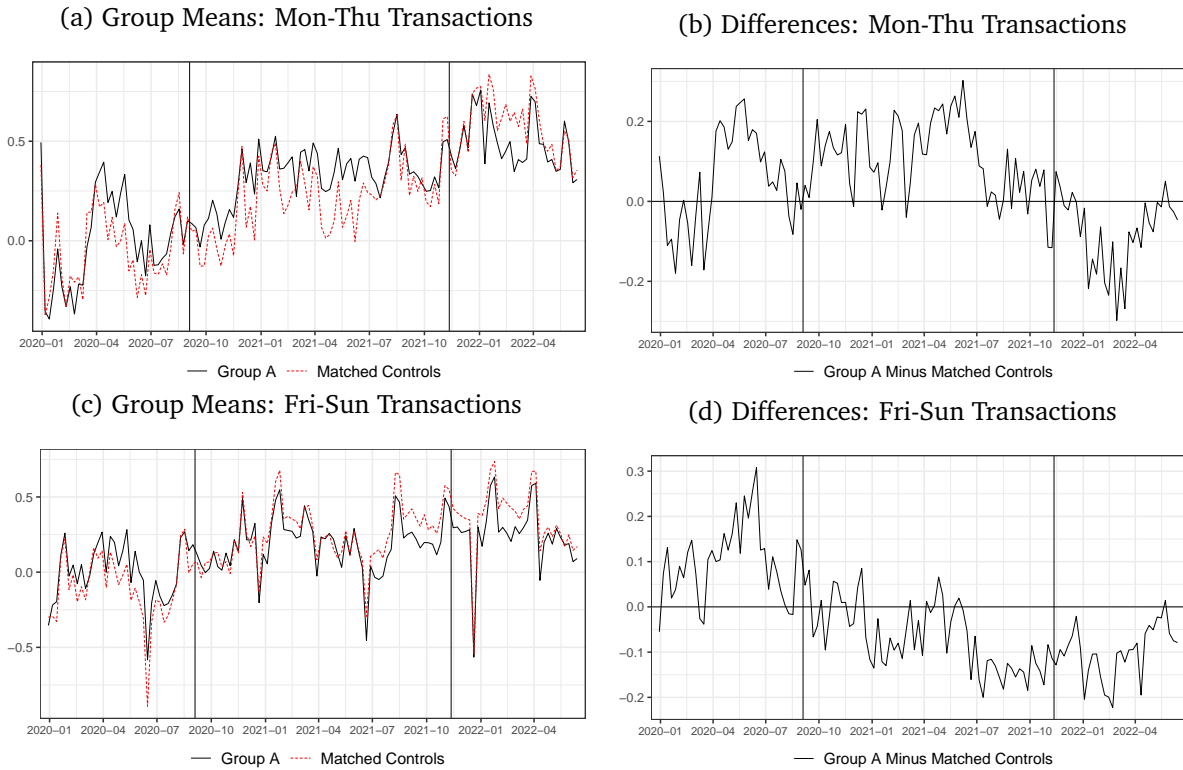 (a) Group Means: Mon-Thu Transactions
0.5
0.0
2020−01 2020−04 2020−07 2020−10 2021−01 2021−04 2021−07 2021−10 2022−01 2022−04
Group A Matched Controls
(b) Differences: Mon-Thu Transactions
0.2
0.0
−0.2
2020−01 2020−04 2020−07 2020−10 2021−01 2021−04 2021−07 2021−10 2022−01 2022−04
Group A Minus Matched Controls
(c) Group Means: Fri-Sun Transactions
0.5
0.0
−0.5
2020−01 2020−04 2020−07 2020−10 2021−01 2021−04 2021−07 2021−10 2022−01 2022−04
Group A Matched Controls
(d) Differences: Fri-Sun Transactions
0.3
0.2
0.1
0.0
−0.1
−0.2
2020−01 2020−04 2020−07 2020−10 2021−01 2021−04 2021−07 2021−10 2022−01 2022−04
Group A Minus Matched Controls